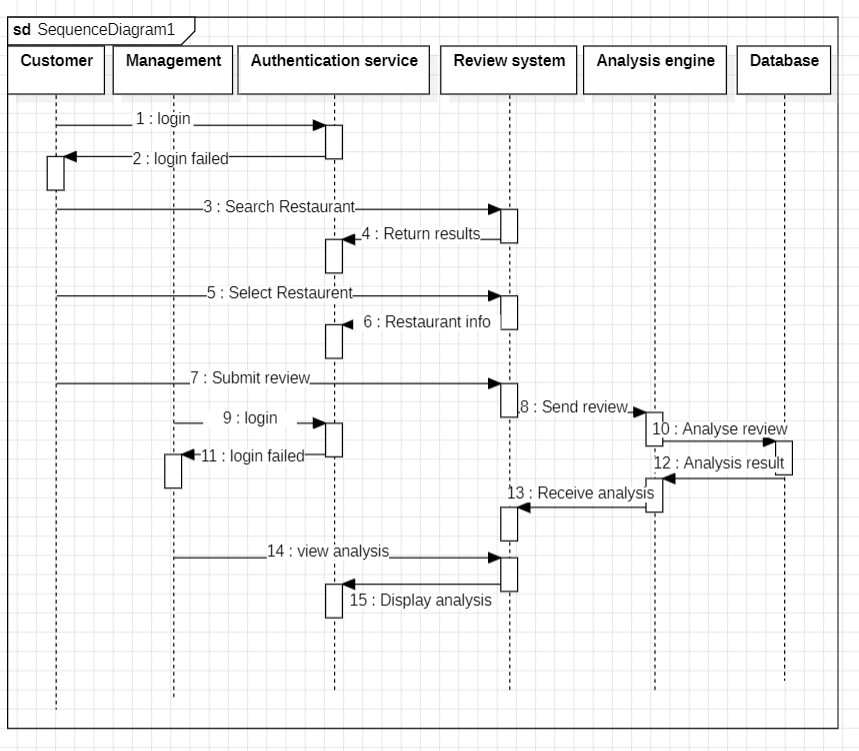 sd SequenceDiagram1
Customer Management Authentication service Review system Analysis engine Database
1 : login
2 : login failed
3 : Search Restaurant
4 : Return results
5 : Select Restaurent
6 : Restaurant info
7 : Submit review
8 : Send review
9 : login
10 : Analyse review
11 : login failed
12 : Analysis result
13 : Receive analysis
14 : view analysis
15 : Display analysis